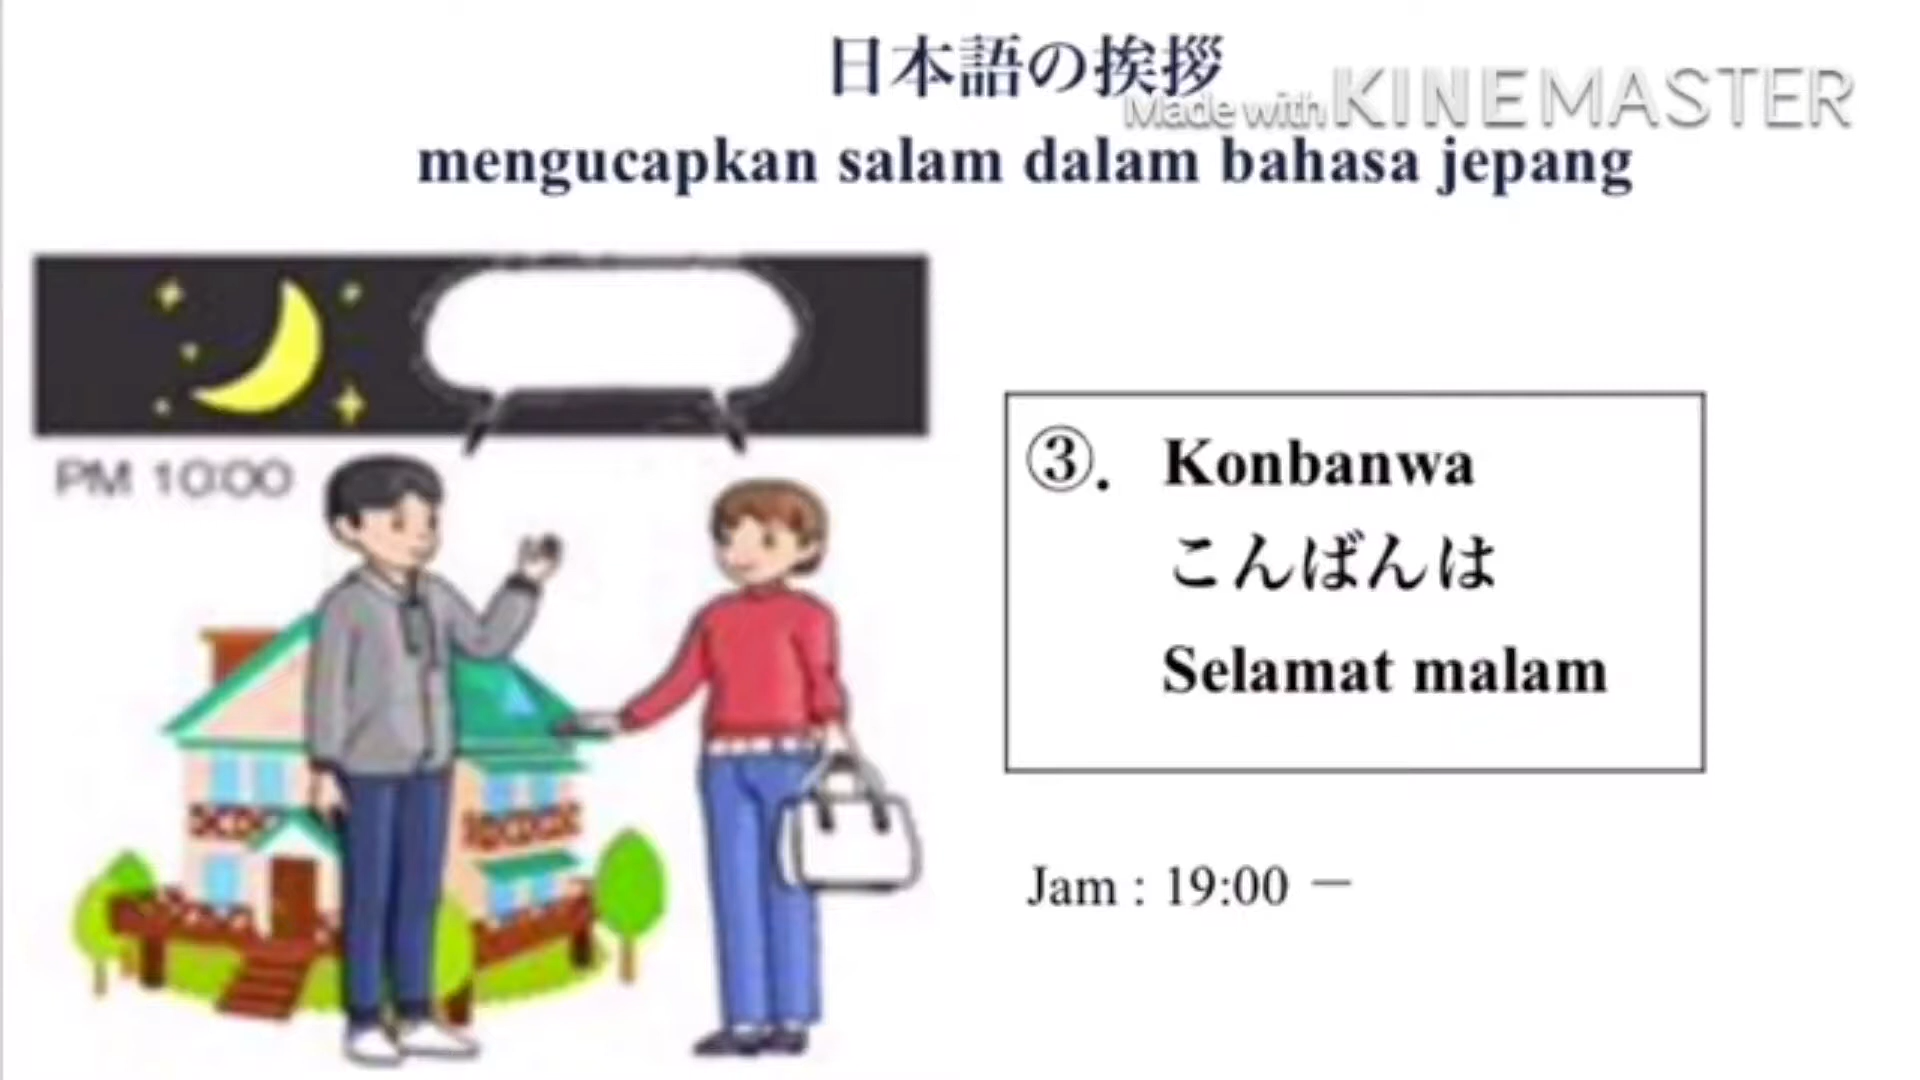 日本語の挨拶
Made with KINEMASTER
mengucapkan salam dalam bahasa jepang
PM 10:00
③. Konbanwa
こんばんは
Selamat malam
Jam : 19:00 －